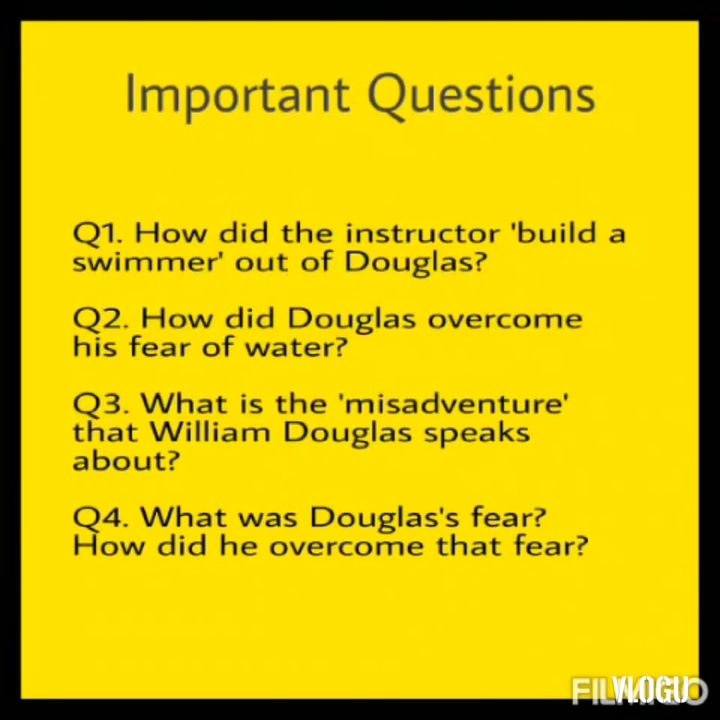 Important Questions
Q1. How did the instructor 'build a
swimmer' out of Douglas?
Q2. How did Douglas overcome
his fear of water?
Q3. What is the 'misadventure'
that William Douglas speaks
about?
Q4. What was Douglas's fear?
How did he overcome that fear?
VLOGU